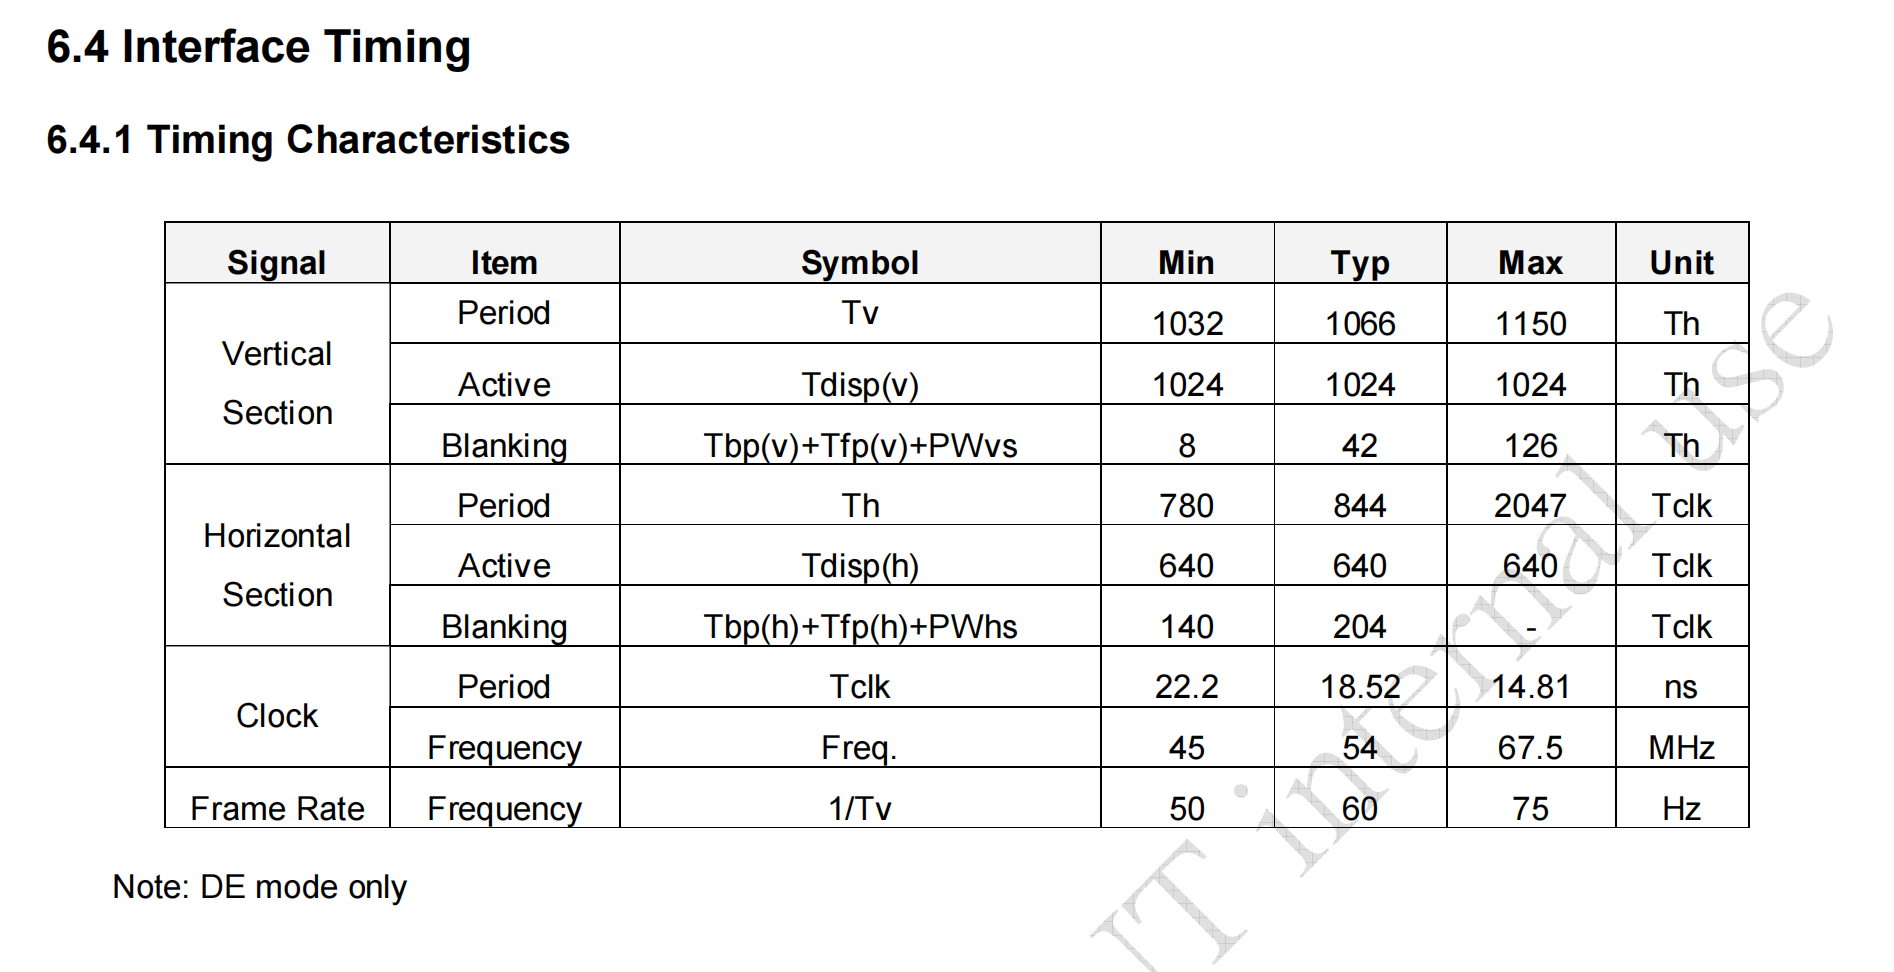 6.4 Interface Timing
6.4.1 Timing Characteristics
Signal Item Symbol Min Typ Max Unit
Vertical Section Period Tv 1032 1066 1150 Th
Active Tdisp(v) 1024 1024 1024 Th
Blanking Tbp(v)+Tfp(v)+PWvs 8 42 126 Th
Horizontal Section Period Th 780 844 2047 Tclk
Active Tdisp(h) 640 640 640 Tclk
Blanking Tbp(h)+Tfp(h)+PWhs 140 204 - Tclk
Clock Period Tclk 22.2 18.52 14.81 ns
Frequency Freq. 45 54 67.5 MHz
Frame Rate Frequency 1/Tv 50 60 75 Hz
Note: DE mode only
internal use